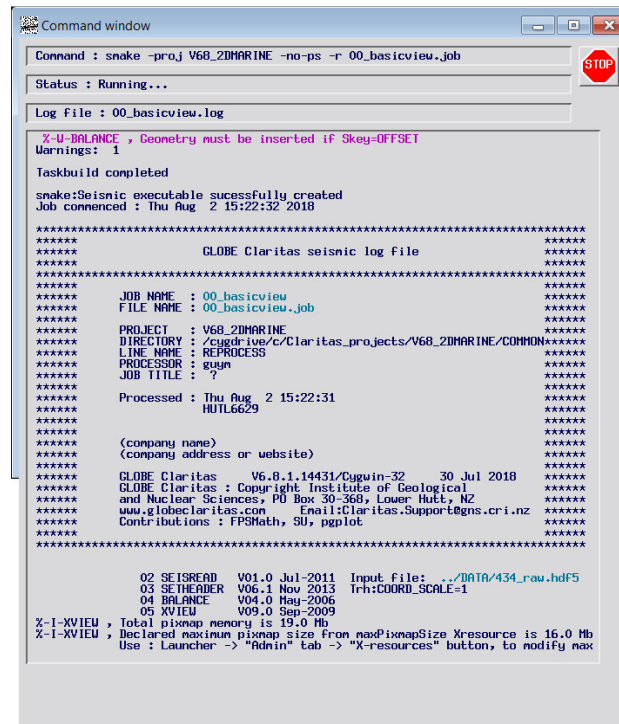 Command window
Command : smake -proj V68_2DMARINE -no-ps -r 00_basicview.job
STOP
Status : Running...
Log file : 00_basicview.log
%-W-BALANCE , Geometry must be inserted if Skey=OFFSET
Warnings:  1
Taskbuild completed
smake:Seismic executable sucessfully created
Job commenced : Thu Aug  2 15:22:32 2018
************************************************************************************
******                                                                        ******
******                   GLOBE Claritas seismic log file                      ******
******                                                                        ******
************************************************************************************
******                                                                        ******
******      JOB NAME  : 00_basicview                                          ******
******      FILE NAME : 00_basicview.job                                      ******
******                                                                        ******
******      PROJECT   : V68_2DMARINE                                          ******
******      DIRECTORY : /cygdrive/c/Claritas_projects/V68_2DMARINE/COMMON******
******      LINE NAME : REPROCESS                                             ******
******      PROCESSOR : guym                                                  ******
******      JOB TITLE :  ?                                                    ******
******                                                                        ******
******      Processed : Thu Aug  2 15:22:31                                   ******
******                  HUTL6629                                              ******
******                                                                        ******
******                                                                        ******
******      (company name)                                                    ******
******      (company address or website)                                      ******
******                                                                        ******
******      GLOBE Claritas     V6.8.1.14431/Cygwin-32    30 Jul 2018          ******
******      GLOBE Claritas : Copyright Institute of Geological                ******
******      and Nuclear Sciences, PO Box 30-368, Lower Hutt, NZ               ******
******      www.globeclaritas.com    Email:Claritas.Support@gns.cri.nz        ******
******      Contributions : FPSMath, SU, pgplot                               ******
******                                                                        ******
************************************************************************************
02 SEISREAD   V01.0 Jul-2011  Input file:  ../DATA/434_raw.hdf5
03 SETHEADER  V06.1 Nov 2013  Trh:COORD_SCALE=1
04 BALANCE    V04.0 May-2006
05 XVIEW      V09.0 Sep-2009
%-I-XVIEW , Total pixmap memory is 19.0 Mb
%-I-XVIEW , Declared maximum pixmap size from maxPixmapSize Xresource is 16.0 Mb
Use : Launcher -> "Admin" tab -> "X-resources" button, to modify max